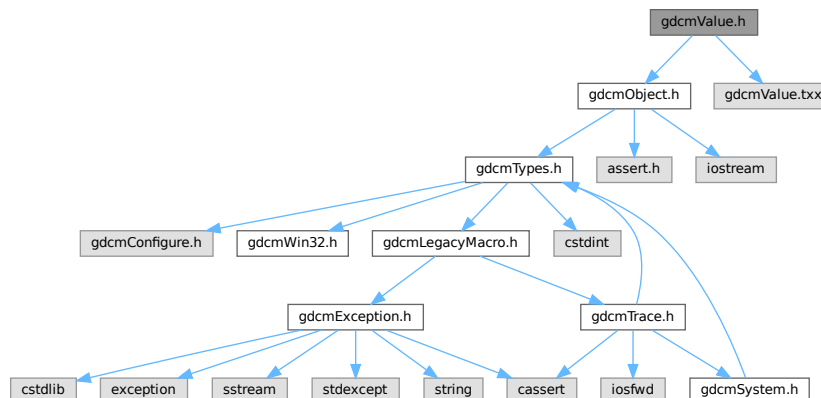 gdcmValue.h
gdcmObject.h
gdcmValue.txx
gdcmTypes.h
assert.h
iostream
gdcmConfigure.h
gdcmWin32.h
gdcmLegacyMacro.h
cstdint
gdcmException.h
gdcmTrace.h
cstdlib
exception
sstream
stdexcept
string
cassert
iosfwd
gdcmSystem.h